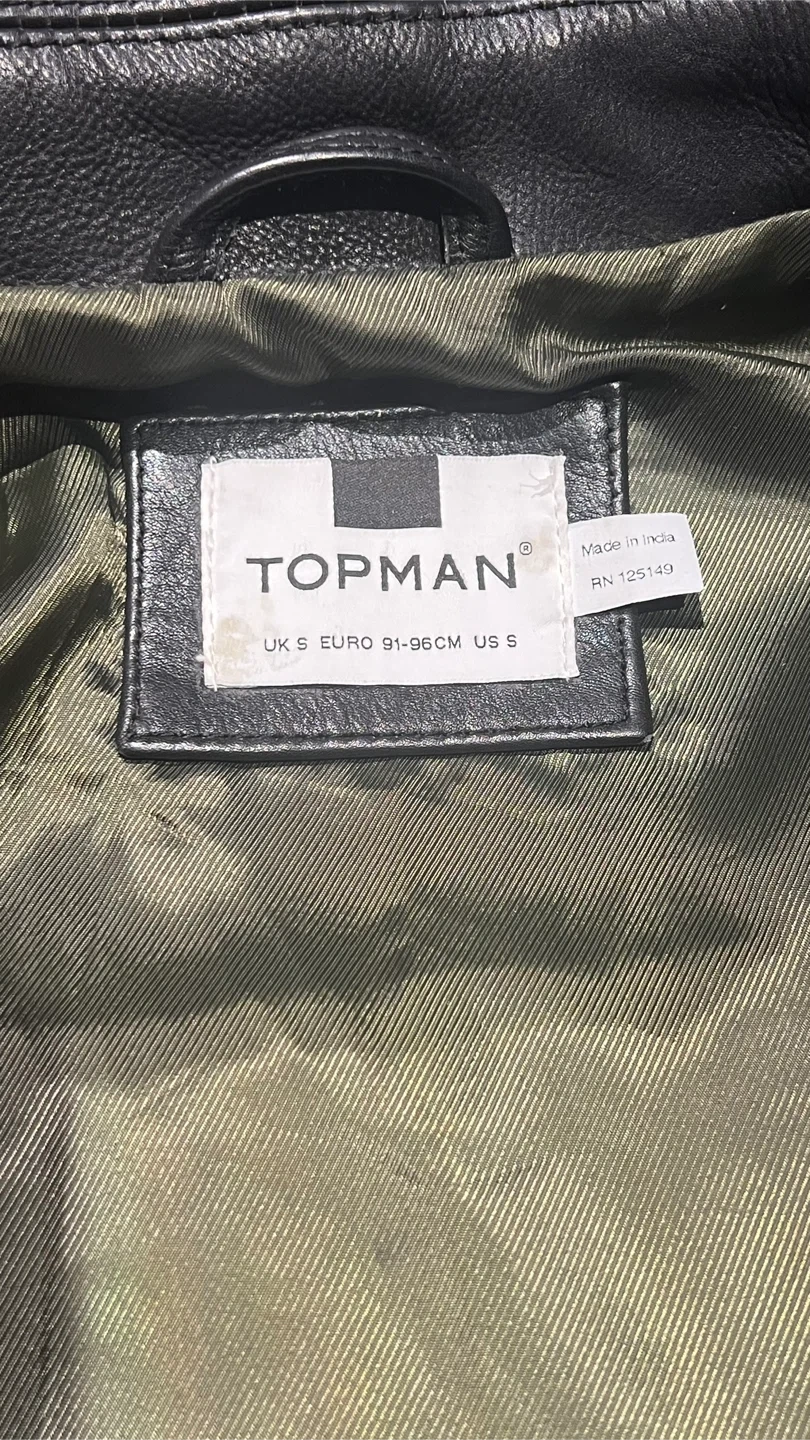 TOPMAN®
UK S EURO 91-96CM US S
Made in India
RN 125149